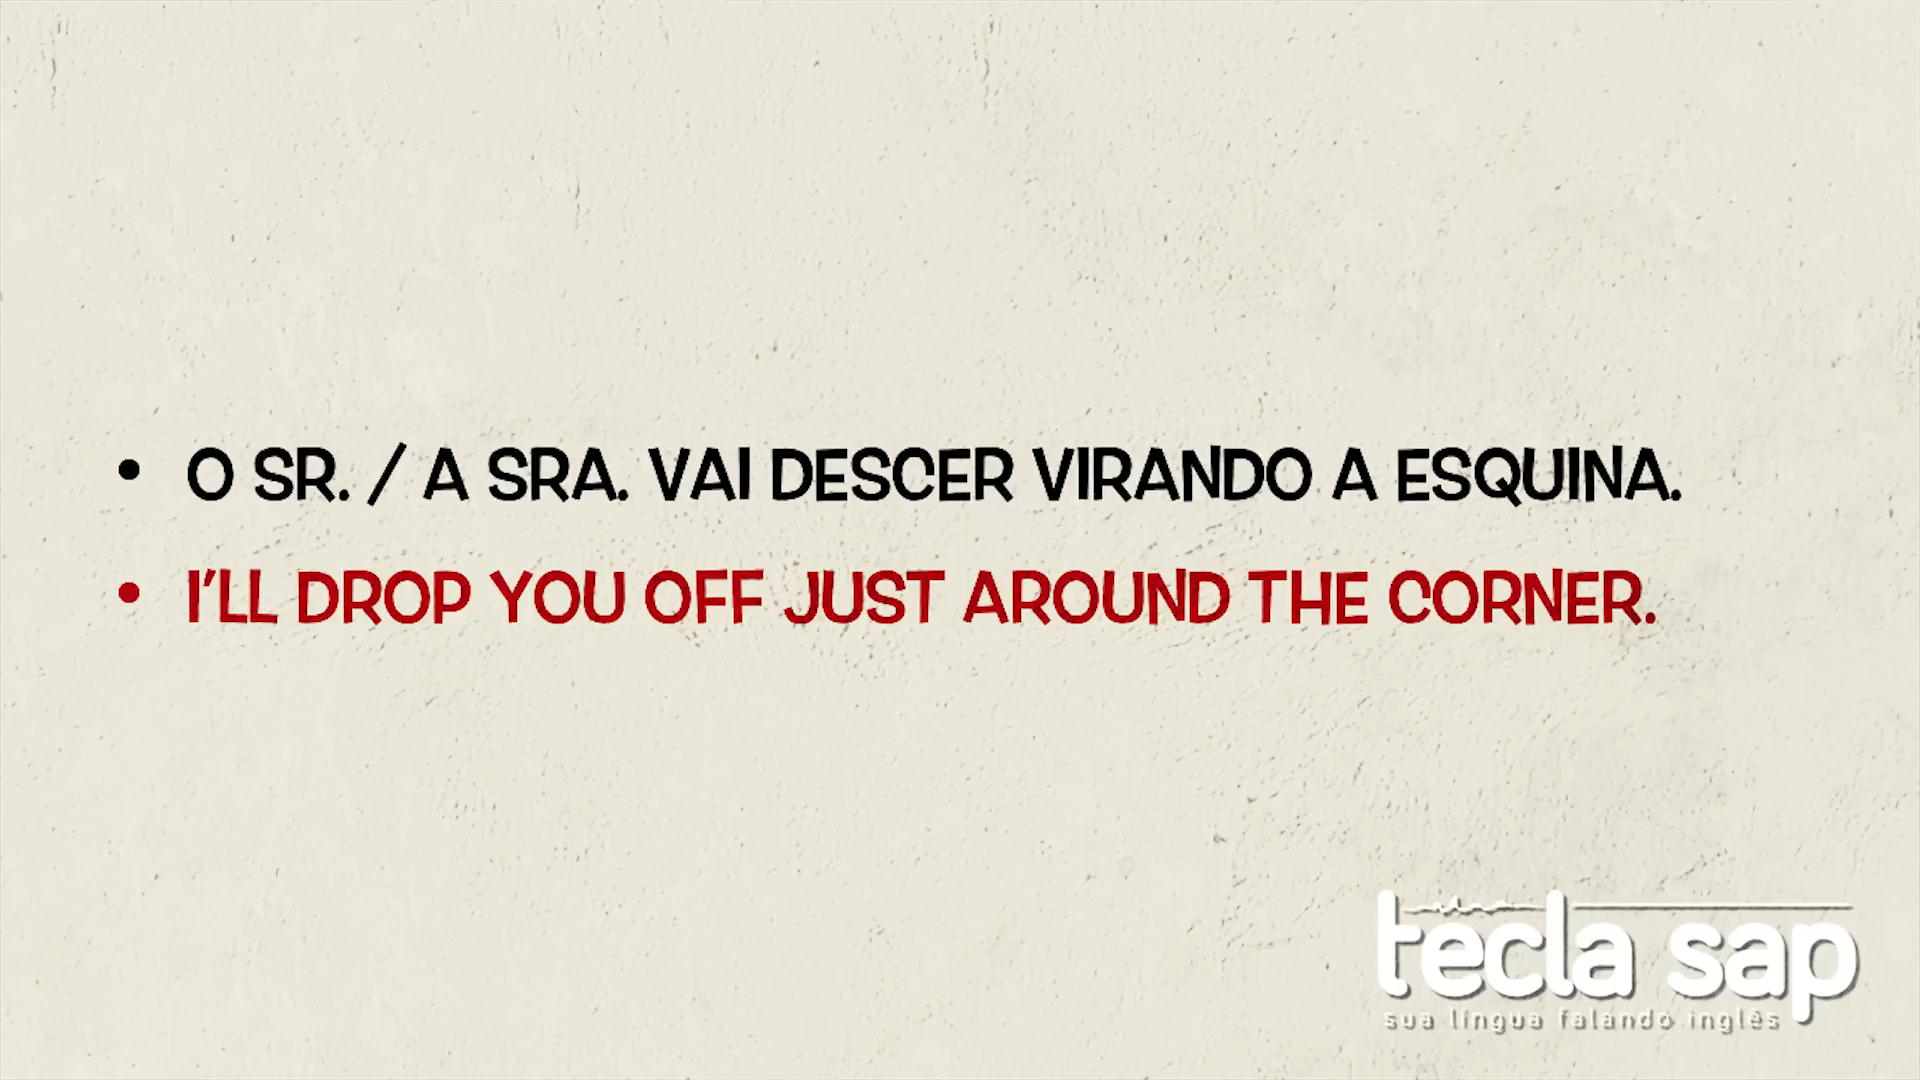 • O SR. / A SRA. VAI DESCER VIRANDO A ESQUINA.
• I'LL DROP YOU OFF JUST AROUND THE CORNER.
tecla sap
sua língua falando inglês